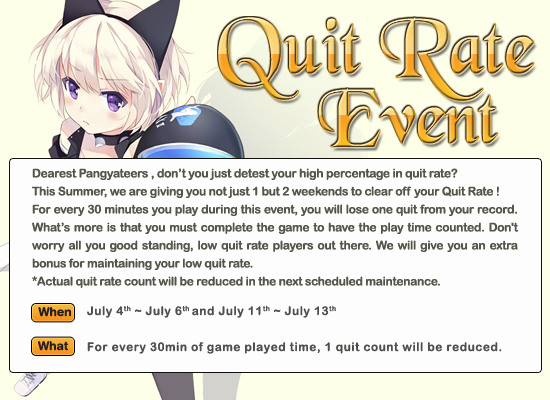 Quit Rate
Event
Dearest Pangyateers , don't you just detest your high percentage in quit rate?
This Summer, we are giving you not just 1 but 2 weekends to clear off your Quit Rate !
For every 30 minutes you play during this event, you will lose one quit from your record.
What's more is that you must complete the game to have the play time counted. Don't
worry all you good standing, low quit rate players out there. We will give you an extra
bonus for maintaining your low quit rate.
*Actual quit rate count will be reduced in the next scheduled maintenance.
When July 4th ~ July 6th and July 11th ~ July 13th
What For every 30min of game played time, 1 quit count will be reduced.